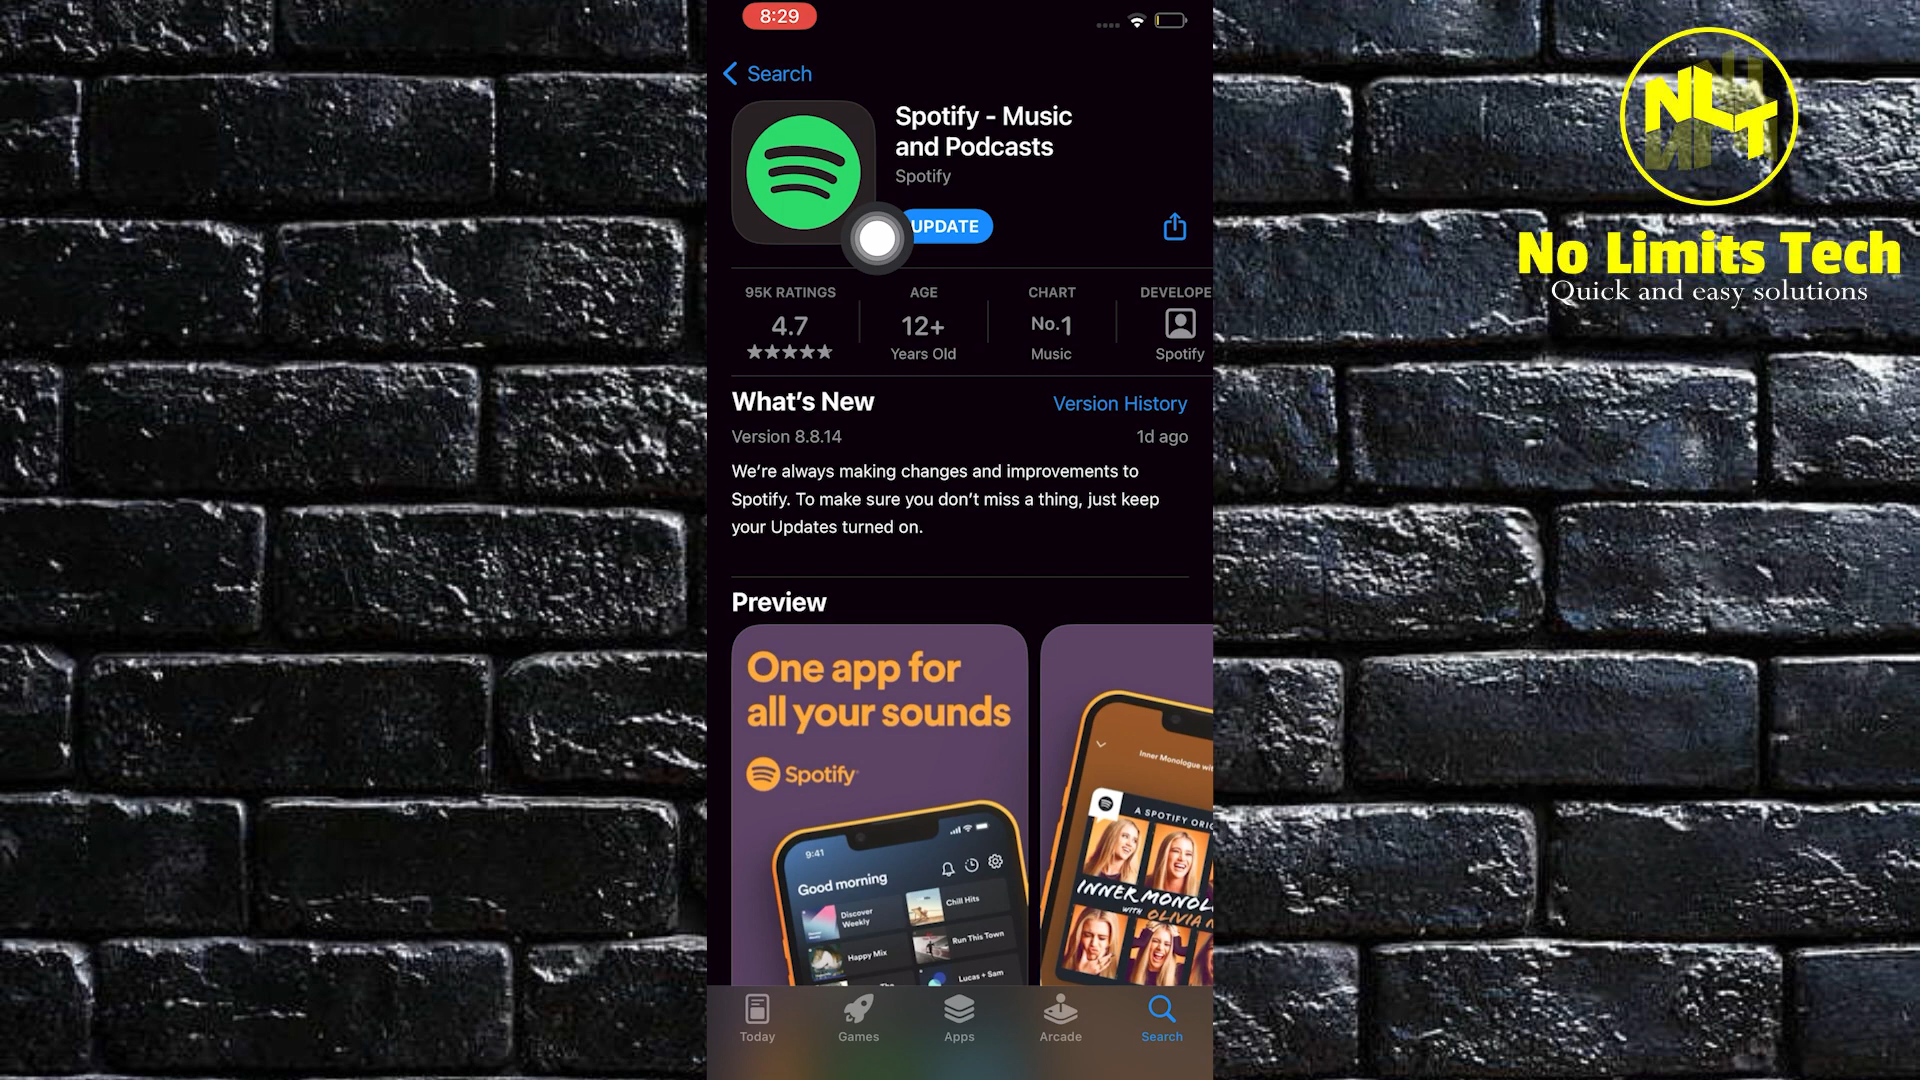 8:29
Search
Spotify - Music
and Podcasts
Spotify
UPDATE
95K RATINGS
4.7
AGE
12+
Years Old
CHART
No.1
Music
DEVELOPE
Spotify
What's New
Version History
Version 8.8.14
1d ago
We're always making changes and improvements to
Spotify. To make sure you don't miss a thing, just keep
your Updates turned on.
Preview
One app for
all your sounds
Spotify
9:41
Good morning
Discover
Weekly
Chill Hits
Happy Mix
Run This Town
Lucas + Sam
Inner Monologue wit
A SPOTIFY ORIG
INNER MONOL
WITH OLIVIA
Today
Games
Apps
Arcade
Search
NLT
No Limits Tech
Quick and easy solutions